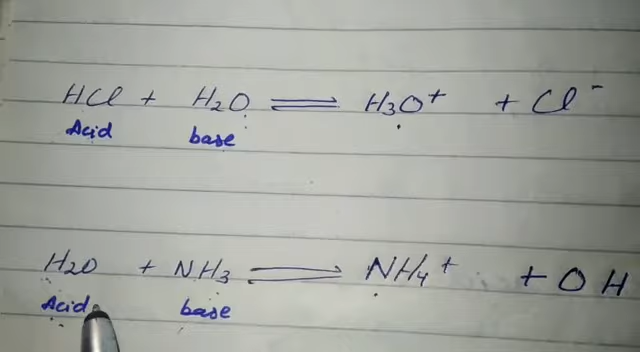 HCl + H2O ⇌ H3O+ + Cl-
Acid base
H2O + NH3 ⇌ NH4+ + OH
Acid base